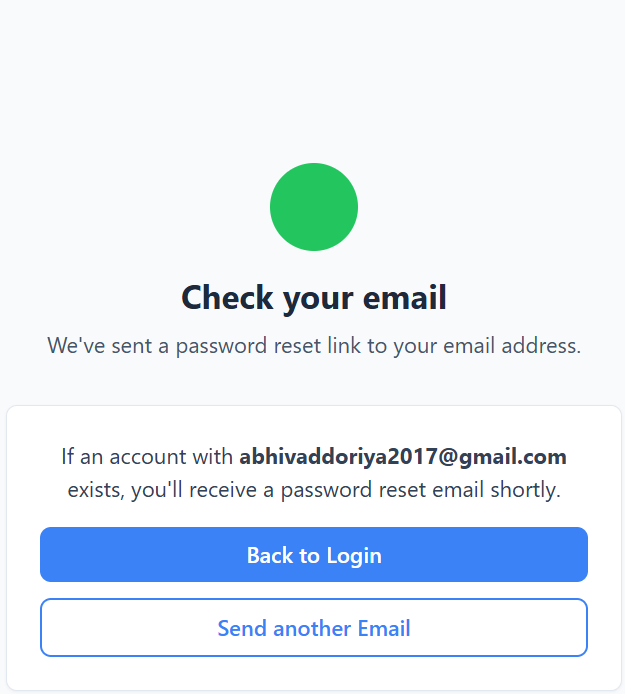 Check your email
We've sent a password reset link to your email address.
If an account with abhivaddoriya2017@gmail.com
exists, you'll receive a password reset email shortly.
Back to Login
Send another Email